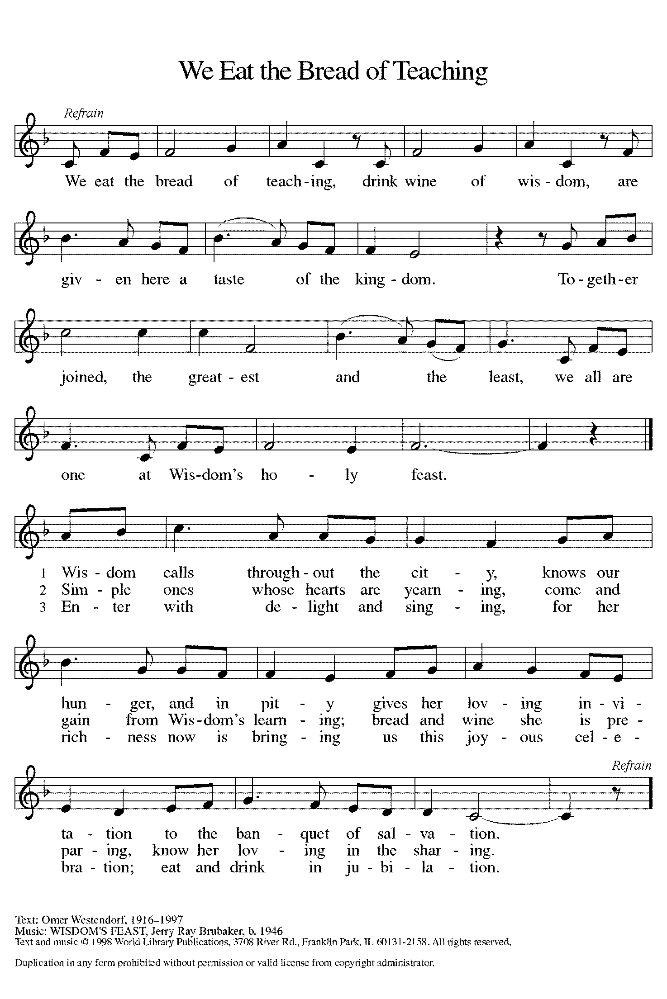 We Eat the Bread of Teaching
Refrain
We eat the bread of teach - ing, drink wine of wis - dom, are
giv - en here a taste of the king - dom. To - geth - er
joined, the great - est and the least, we all are
one at Wis - dom's ho - ly feast.
1 Wis - dom calls through - out the cit - y, knows our
2 Sim - ple ones whose hearts are yearn - ing, come and
3 En - ter with de - light and sing - ing, for her
hun - ger, and in pit - y gives her lov - ing in - vi -
gain from Wis - dom's learn - ing; bread and wine she is pre -
rich - ness now is bring - ing us this joy - ous cel - e -
Refrain
ta - tion to the ban - quet of sal - va - tion.
par - ing, know her lov - ing in the shar - ing.
bra - tion; eat and drink in ju - bi - la - tion.
Text: Omer Westendorf, 1916–1997
Music: WISDOM'S FEAST, Jerry Ray Brubaker, b. 1946
Text and music © 1998 World Library Publications, 3708 River Rd., Franklin Park, IL 60131-2158. All rights reserved.
Duplication in any form prohibited without permission or valid license from copyright administrator.